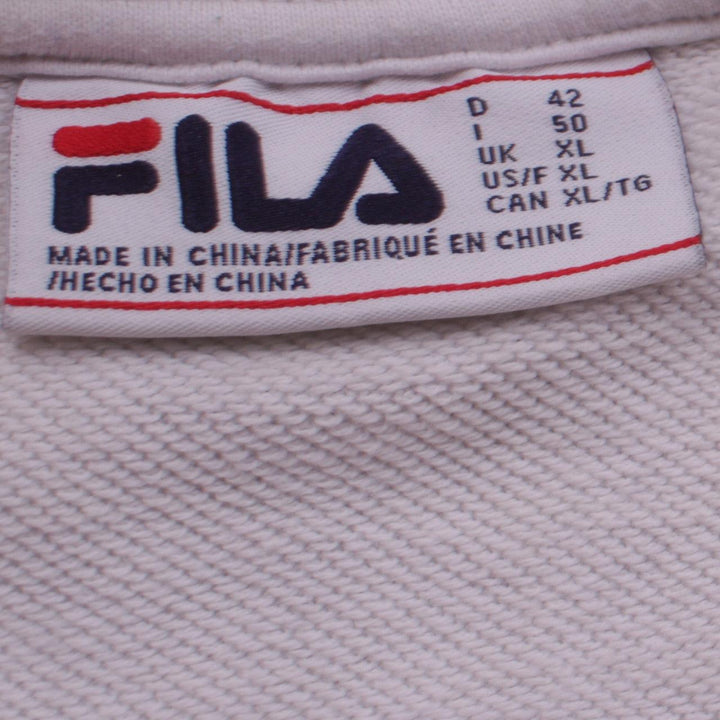 FILA
D 42
I 50
UK XL
US/F XL
CAN XL/TG
MADE IN CHINA/FABRIQUÉ EN CHINE
/HECHO EN CHINA